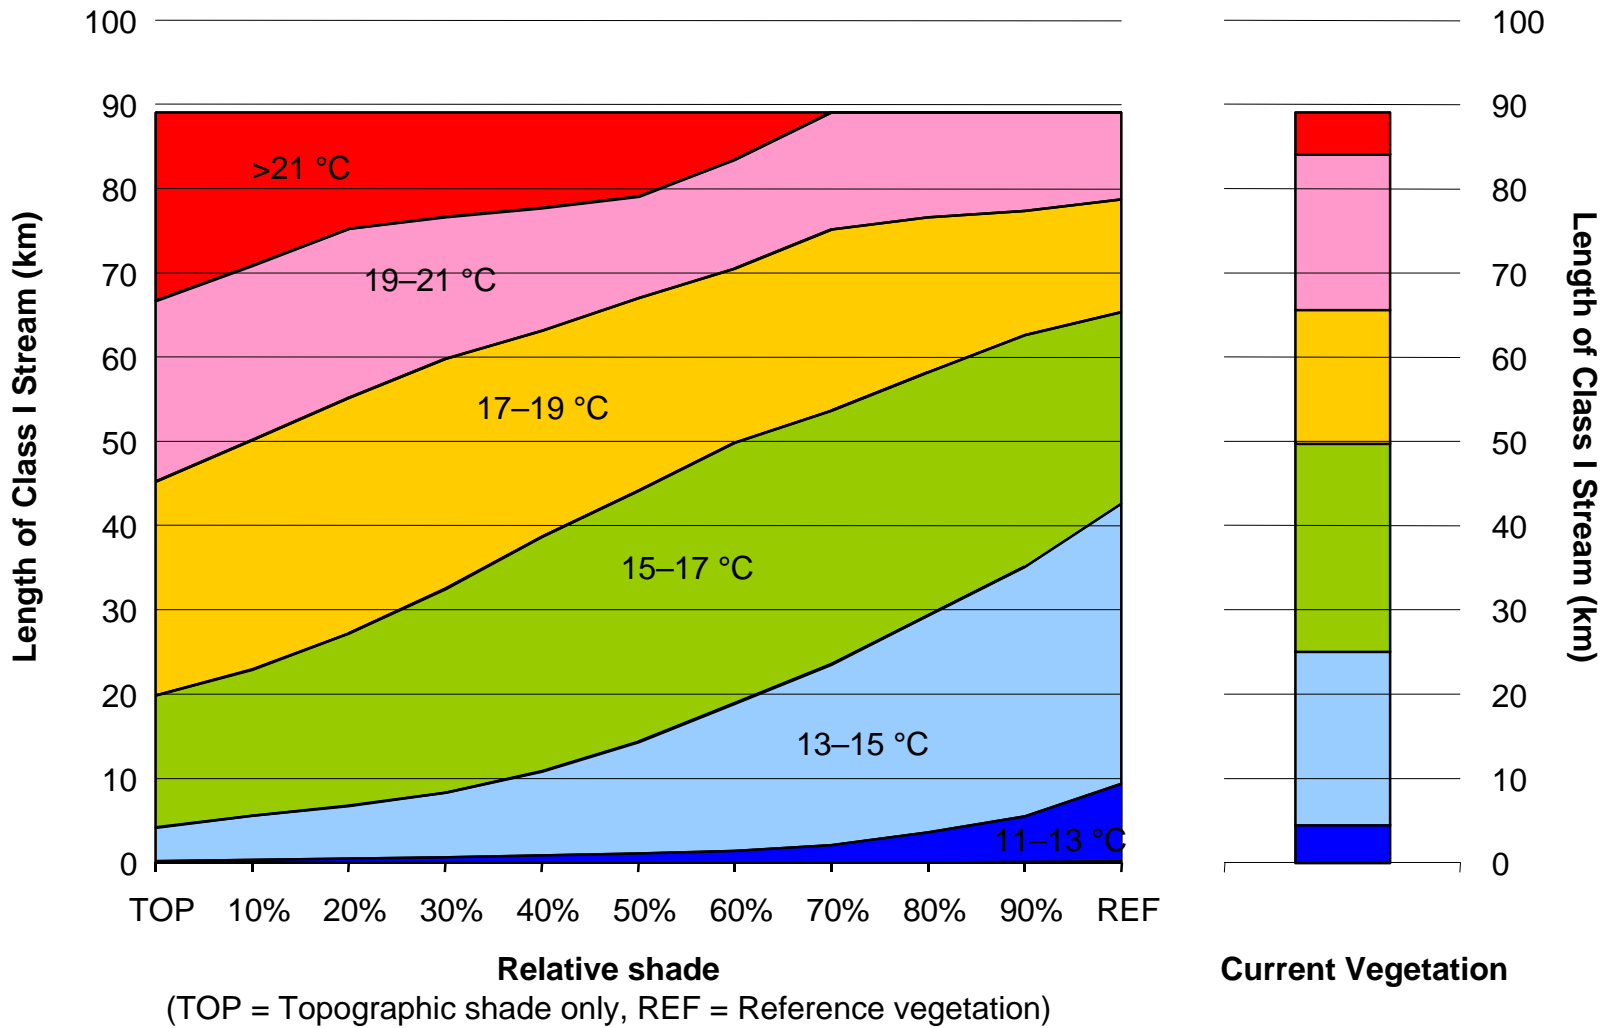 100
90
80
70
60
50
40
30
20
10
0
Length of Class I Stream (km)
>21 °C
19–21 °C
17–19 °C
15–17 °C
13–15 °C
11–13 °C
TOP 10% 20% 30% 40% 50% 60% 70% 80% 90% REF
Relative shade
(TOP = Topographic shade only, REF = Reference vegetation)
100
90
80
70
60
50
40
30
20
10
0
Length of Class I Stream (km)
Current Vegetation